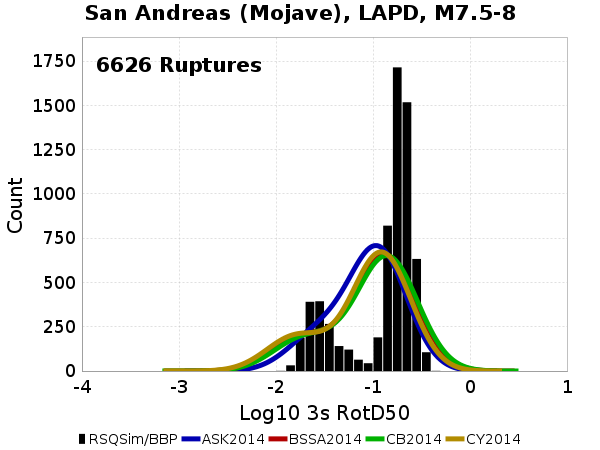 San Andreas (Mojave), LAPD, M7.5-8
6626 Ruptures
Count
1750
1500
1250
1000
750
500
250
0
-4 -3 -2 -1 0 1
Log10 3s RotD50
RSQSim/BBP ASK2014 BSSA2014 CB2014 CY2014